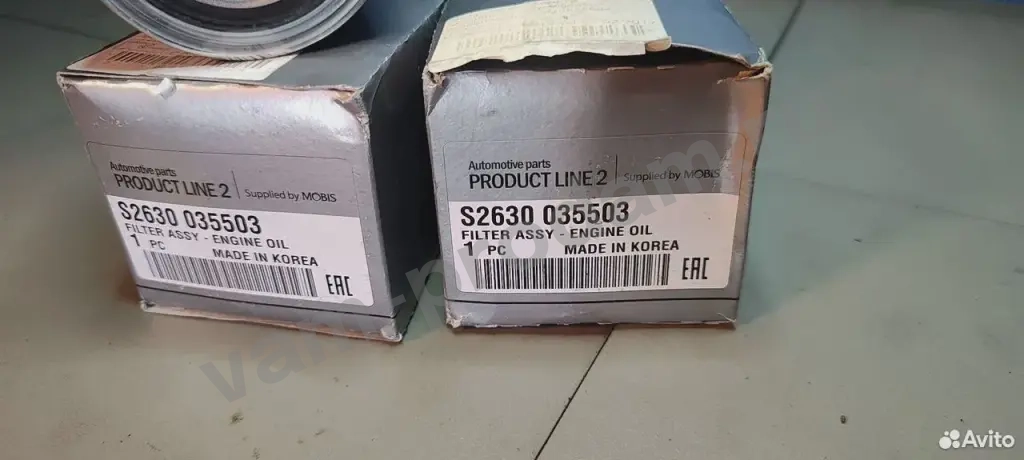 Automotive parts
PRODUCT LINE 2 | Supplied by MOBIS
S2630 035503
FILTER ASSY - ENGINE OIL
1 PC MADE IN KOREA
EAC
Automotive parts
PRODUCT LINE 2 | Supplied by MOBIS
S2630 035503
FILTER ASSY - ENGINE OIL
1 PC MADE IN KOREA
EAC
Avito